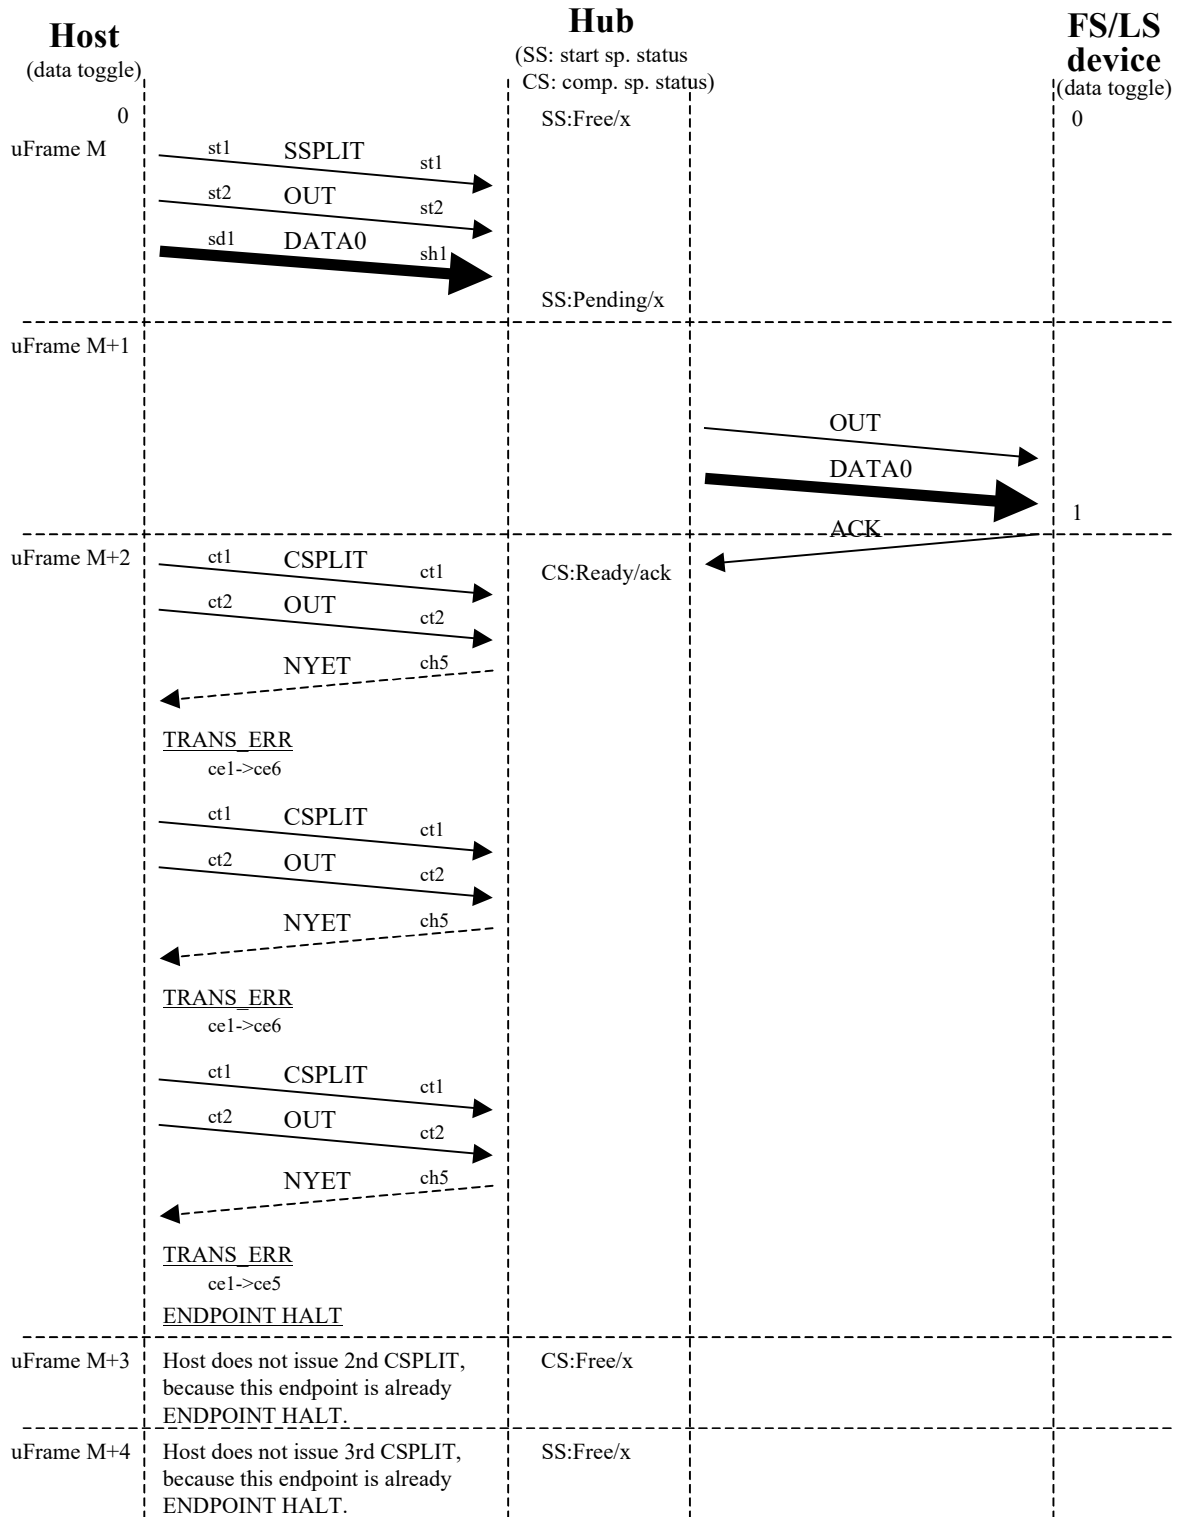 Host
(data toggle)
Hub
(SS: start sp. status
CS: comp. sp. status)
FS/LS
device
(data toggle)
0
SS:Free/x
0
uFrame M
st1 SSPLIT st1
st2 OUT st2
sd1 DATA0 sh1
SS:Pending/x
uFrame M+1
OUT
DATA0
1
ACK
uFrame M+2
ct1 CSPLIT ct1
CS:Ready/ack
ct2 OUT ct2
NYET ch5
TRANS_ERR
ce1->ce6
ct1 CSPLIT ct1
ct2 OUT ct2
NYET ch5
TRANS_ERR
ce1->ce6
ct1 CSPLIT ct1
ct2 OUT ct2
NYET ch5
TRANS_ERR
ce1->ce5
ENDPOINT HALT
uFrame M+3
Host does not issue 2nd CSPLIT,
because this endpoint is already
ENDPOINT HALT.
CS:Free/x
uFrame M+4
Host does not issue 3rd CSPLIT,
because this endpoint is already
ENDPOINT HALT.
SS:Free/x